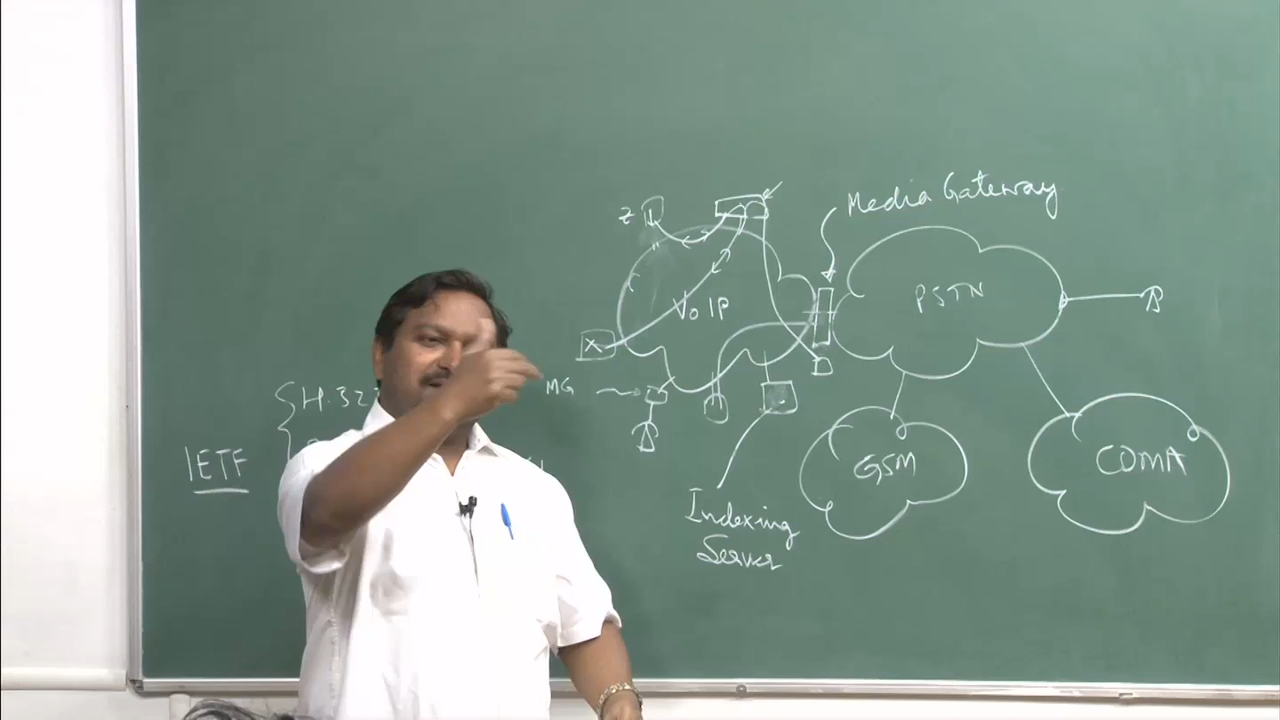 Media Gateway
Z
PSTN
VoIP
X
MG
H.32
IETF
GSM
CDMA
Indexing
Server